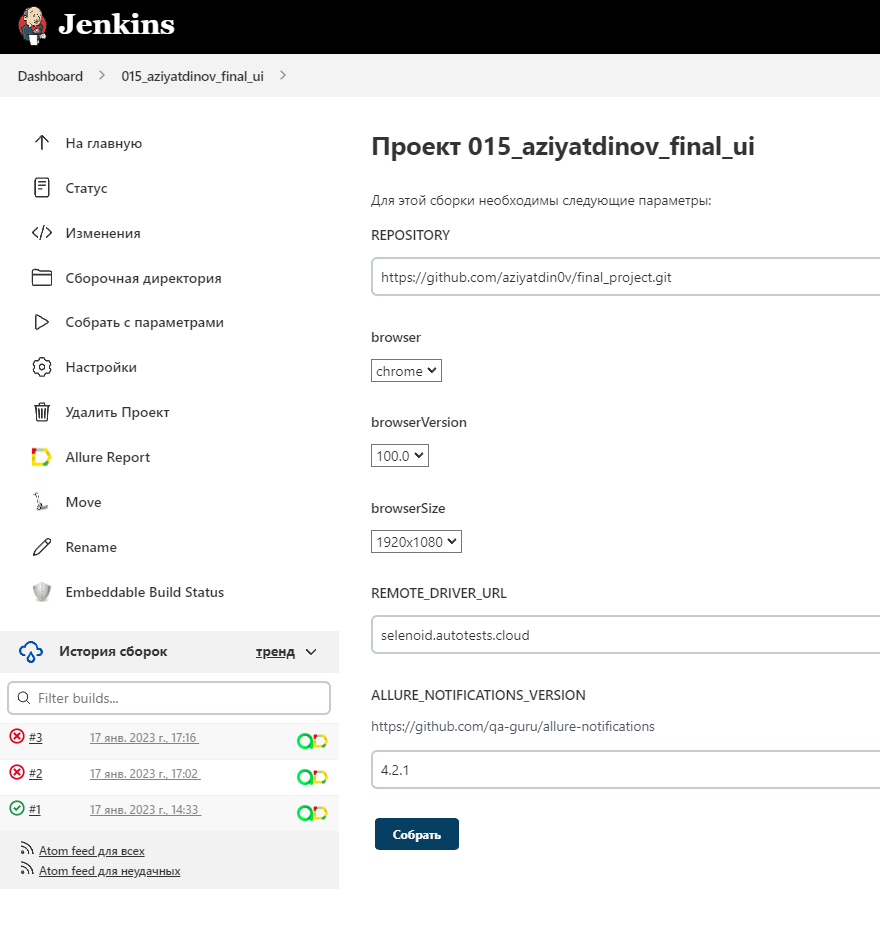 Jenkins
Dashboard
015_aziyatdinov_final_ui
На главную
Статус
Изменения
Сборочная директория
Собрать с параметрами
Настройки
Удалить Проект
Allure Report
Move
Rename
Embeddable Build Status
История сборок
тренд
Filter builds...
#3 17 янв. 2023 г., 17:16
#2 17 янв. 2023 г., 17:02
#1 17 янв. 2023 г., 14:33
Atom feed для всех
Atom feed для неудачных
Проект 015_aziyatdinov_final_ui
Для этой сборки необходимы следующие параметры:
REPOSITORY
https://github.com/aziyatdin0v/final_project.git
browser
chrome
browserVersion
100.0
browserSize
1920x1080
REMOTE_DRIVER_URL
selenoid.autotests.cloud
ALLURE_NOTIFICATIONS_VERSION
https://github.com/qa-guru/allure-notifications
4.2.1
Собрать